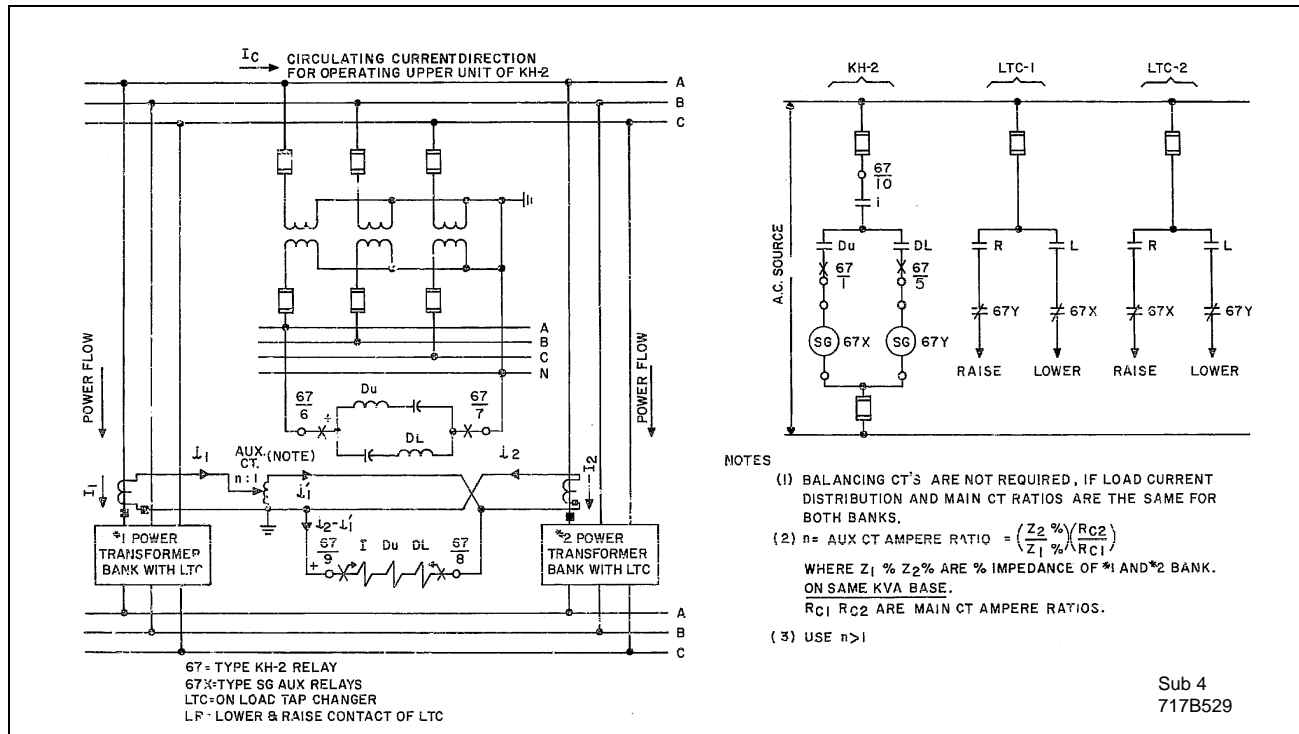 IC
CIRCULATING CURRENT DIRECTION
FOR OPERATING UPPER UNIT OF KH-2
A
B
C
A
B
C
N
POWER FLOW
POWER FLOW
67/6
Du
67/7
DL
i1
AUX. (NOTE)
CT.
n:1
i1'
i2
I1
I2
i2-i1'
67/9
I Du DL
67/8
+
*1 POWER
TRANSFORMER
BANK WITH LTC
*2 POWER
TRANSFORMER
BANK WITH LTC
A
B
C
67= TYPE KH-2 RELAY
67X=TYPE SG AUX RELAYS
LTC=ON LOAD TAP CHANGER
LR= LOWER & RAISE CONTACT OF LTC
KH-2
LTC-1
LTC-2
A.C. SOURCE
67/10
I
Du
DL
R
L
R
L
67/1
67/5
67Y
67X
67X
67Y
SG 67X
SG 67Y
RAISE
LOWER
RAISE
LOWER
NOTES
(1) BALANCING CT'S ARE NOT REQUIRED, IF LOAD CURRENT
DISTRIBUTION AND MAIN CT RATIOS ARE THE SAME FOR
BOTH BANKS.
(2) n= AUX CT AMPERE RATIO = (Z2 %/Z1 %)(RC2/RC1)
WHERE Z1 % Z2% ARE % IMPEDANCE OF *1 AND *2 BANK.
ON SAME KVA BASE.
RC1 RC2 ARE MAIN CT AMPERE RATIOS.
(3) USE n>1
Sub 4
717B529